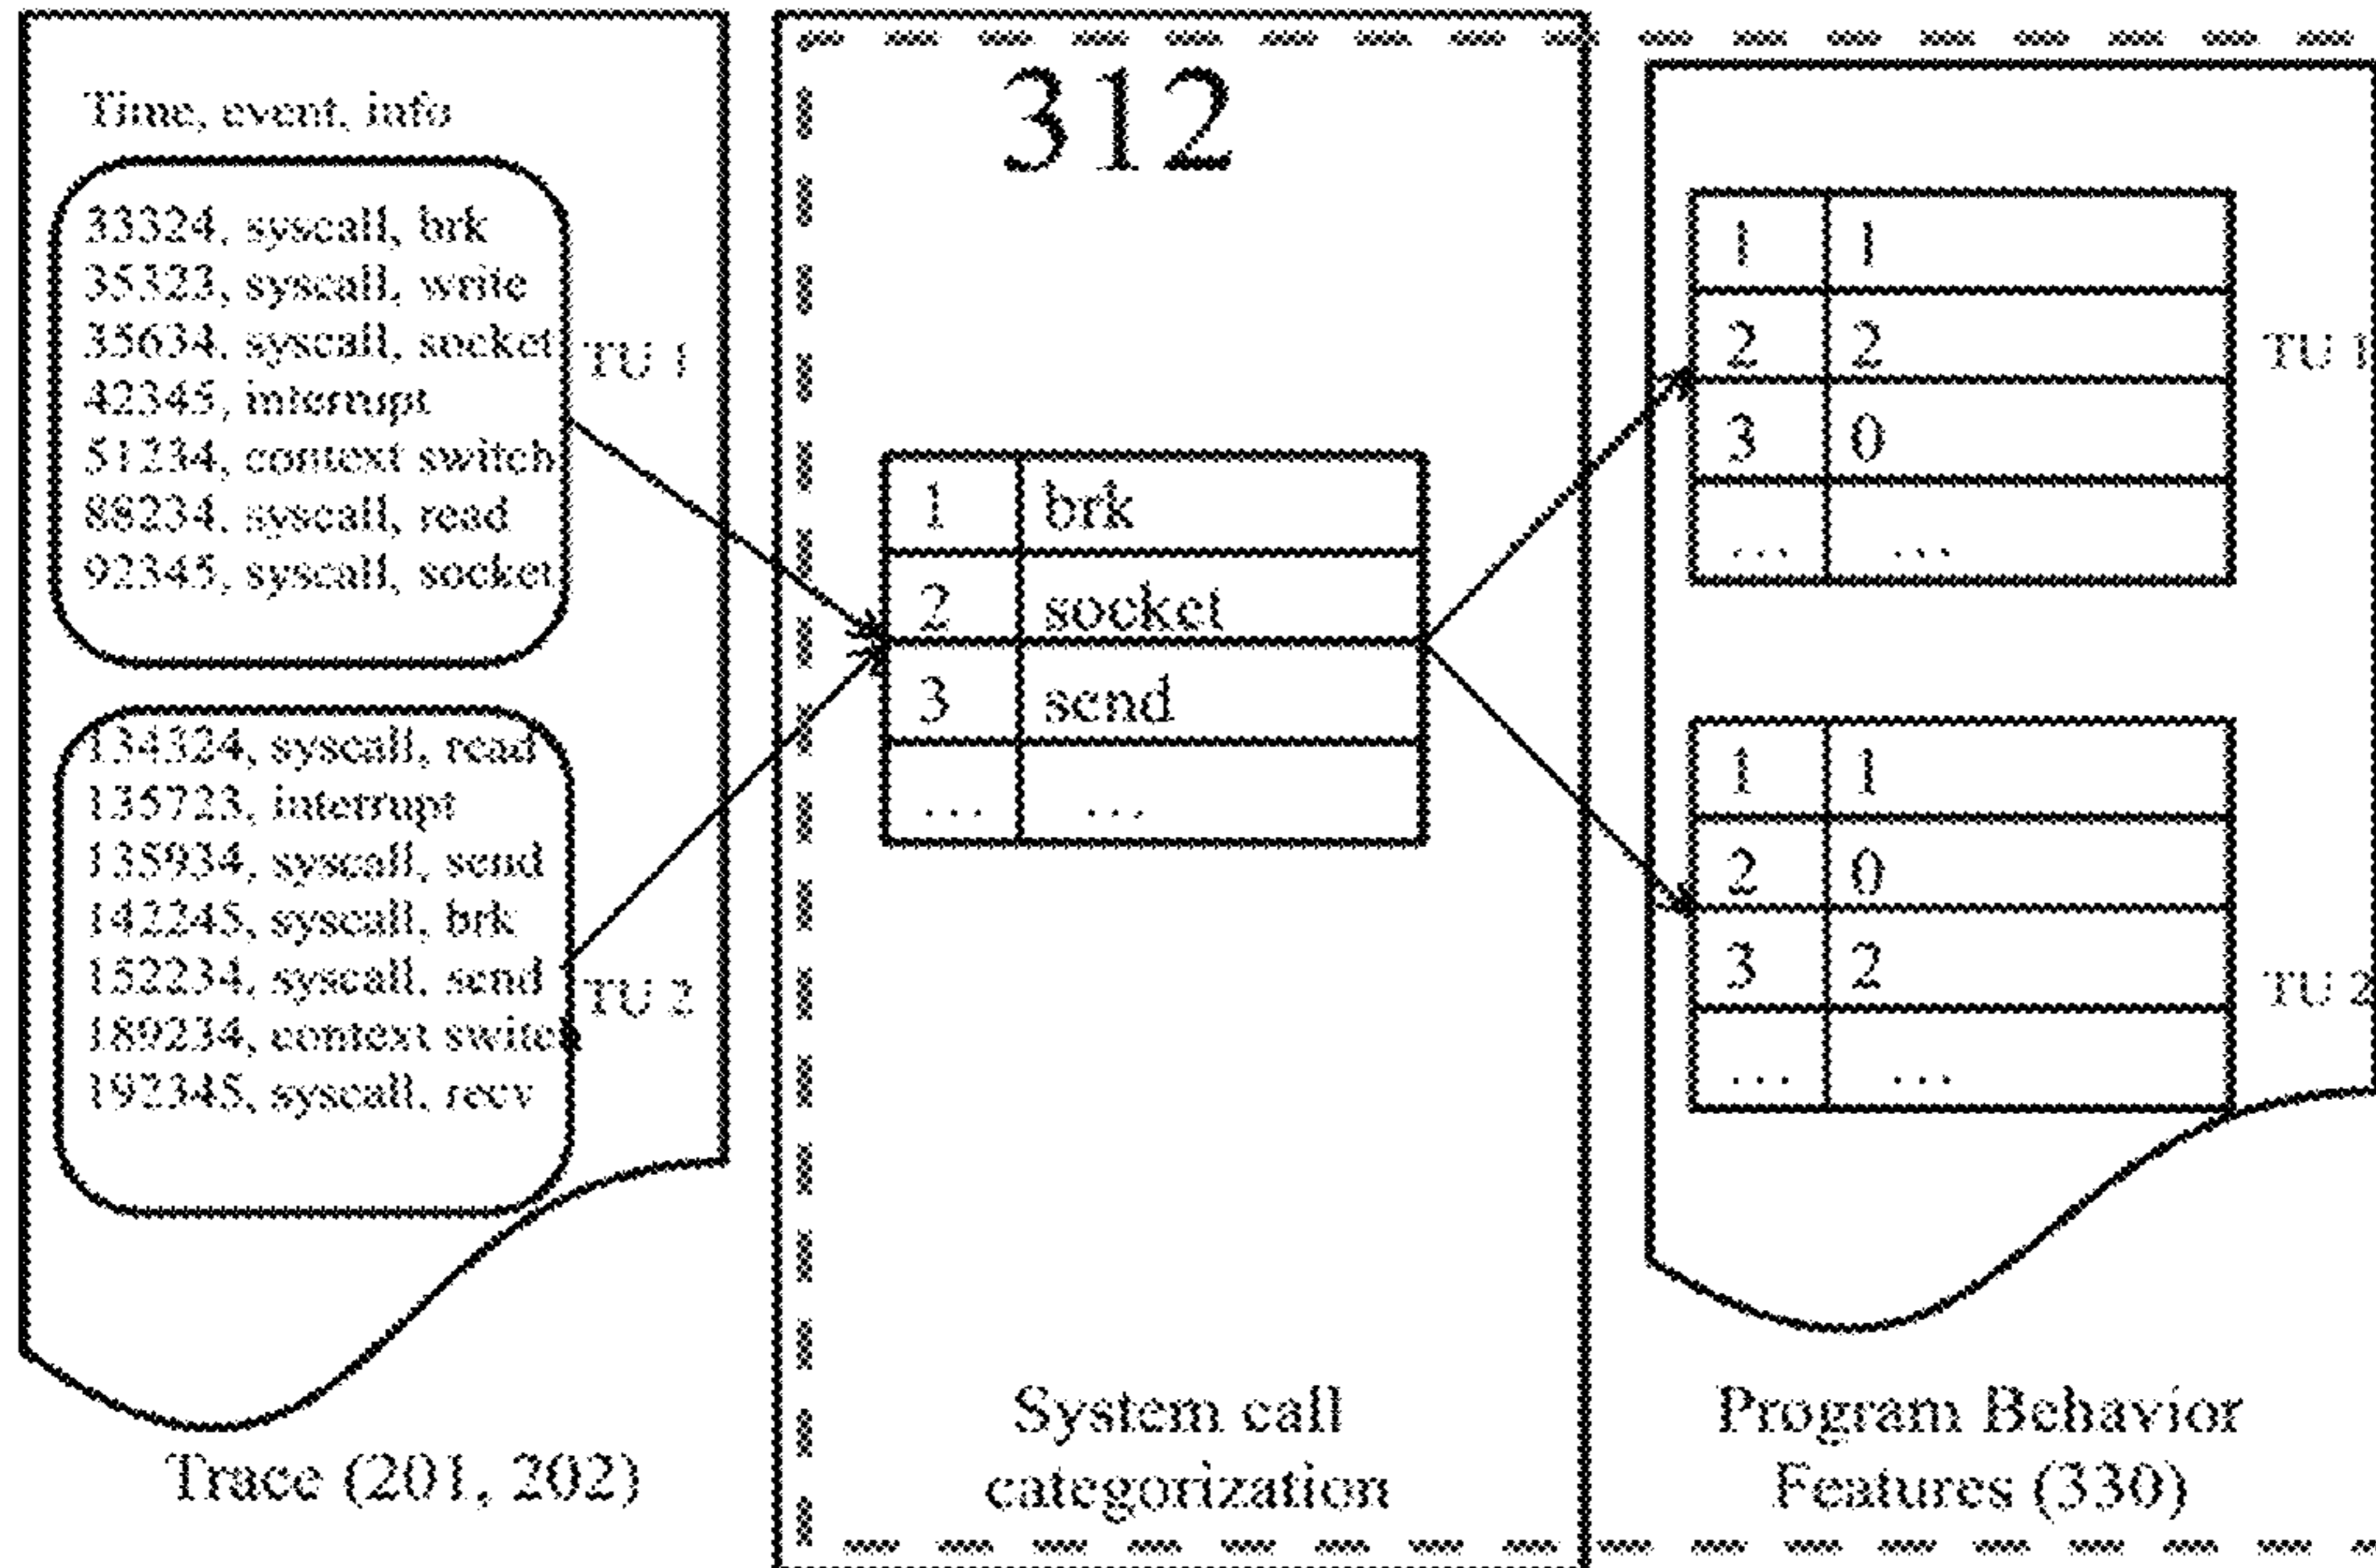 Time, event, info
33324, syscall, brk
35323, syscall, write
35634, syscall, socket
42345, interrupt
51234, context switch
88234, syscall, read
92345, syscall, socket
TU 1
134324, syscall, read
135723, interrupt
135934, syscall, send
142245, syscall, brk
152234, syscall, send
189234, context switch
192345, syscall, recv
TU 2
Trace (201, 202)
312
1 brk
2 socket
3 send
... ...
System call
categorization
1 1
2 2
3 0
... ...
TU 1
1 1
2 0
3 2
... ...
TU 2
Program Behavior
Features (330)